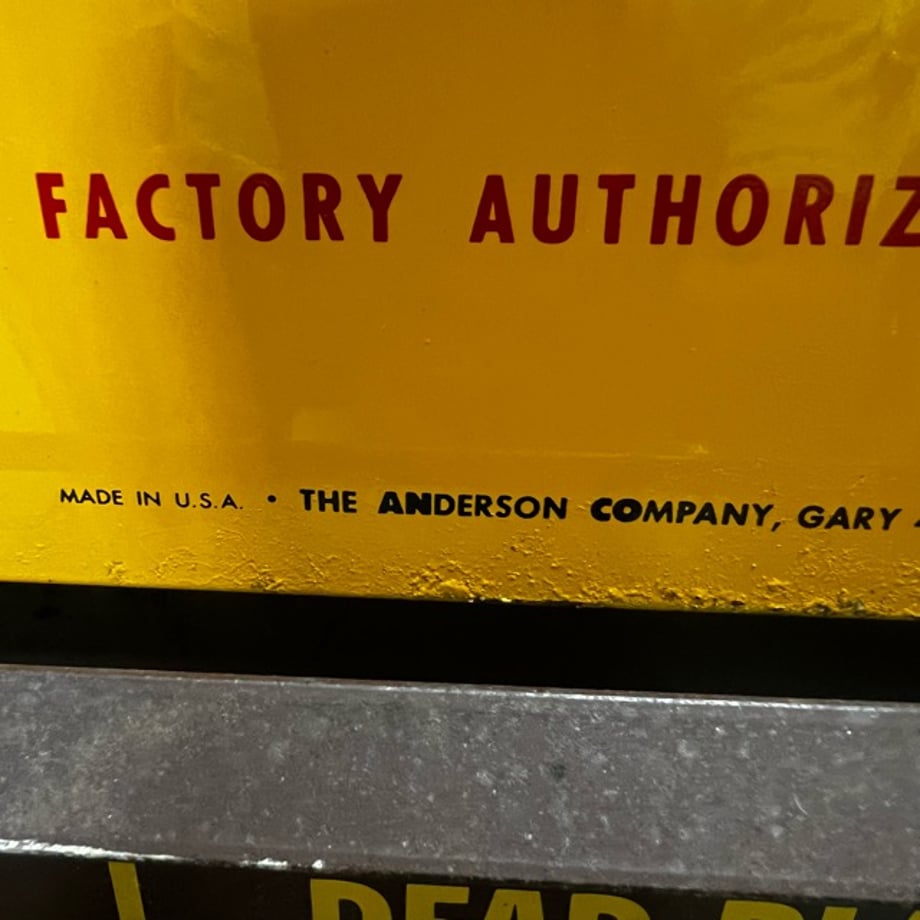 FACTORY AUTHORIZ
MADE IN U.S.A. • THE ANDERSON COMPANY, GARY